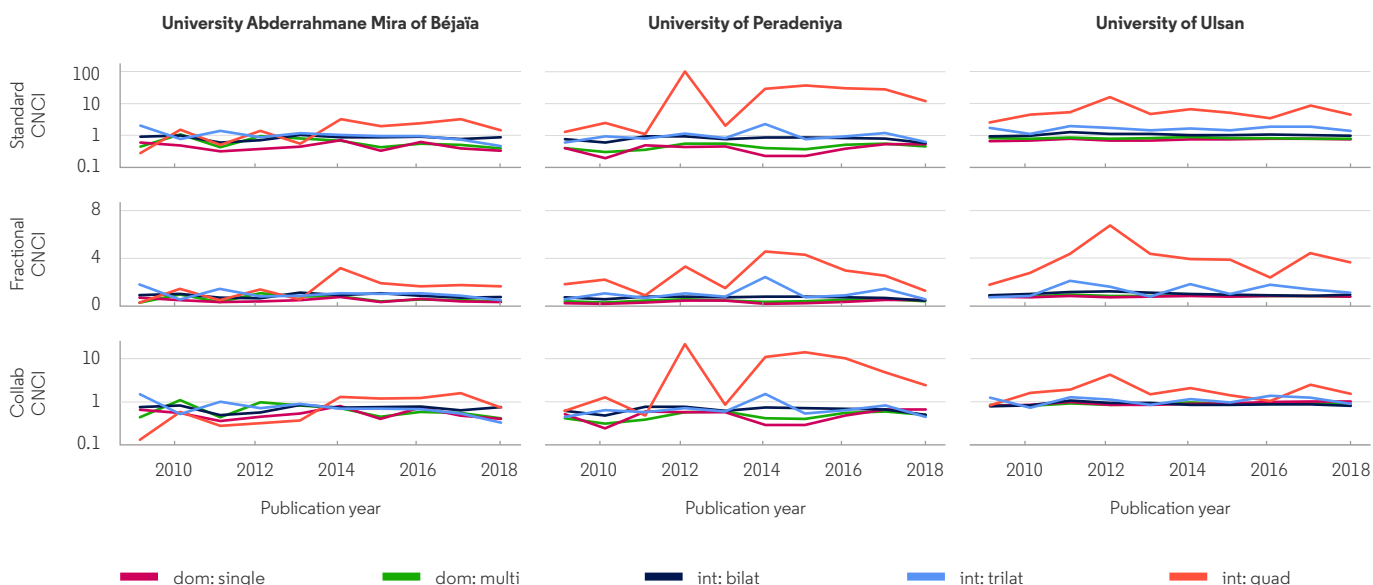 University Abderrahmane Mira of Béjaïa
University of Peradeniya
University of Ulsan
Standard
CNCI
100
10
1
0.1
Fractional
CNCI
8
4
0
Collab
CNCI
10
1
0.1
2010 2012 2014 2016 2018
2010 2012 2014 2016 2018
2010 2012 2014 2016 2018
Publication year
Publication year
Publication year
dom: single
dom: multi
int: bilat
int: trilat
int: quad